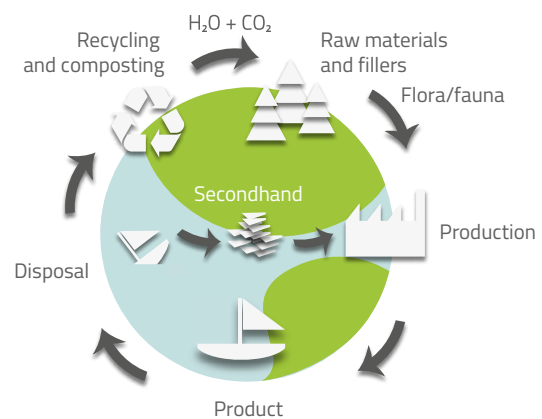 H₂O + CO₂
Recycling
and composting
Raw materials
and fillers
Flora/fauna
Secondhand
Production
Disposal
Product